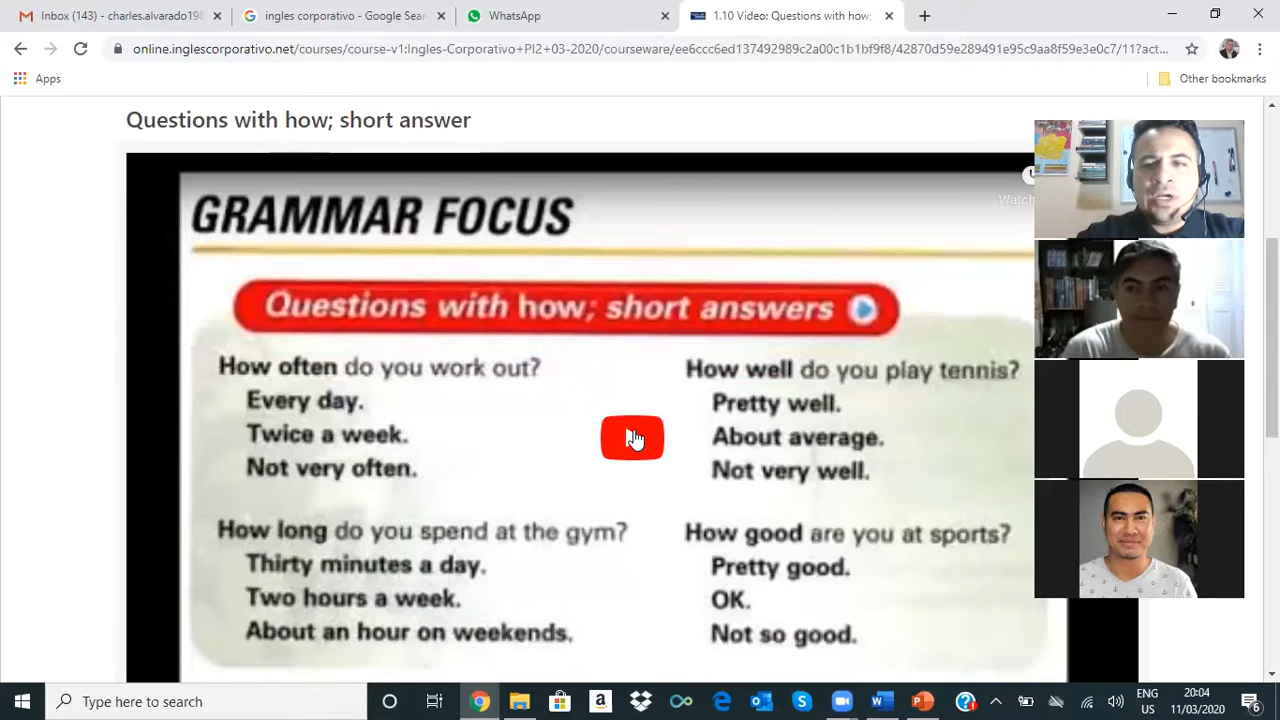 Inbox (143) - charles.alvarado198
ingles corporativo - Google Sea
WhatsApp
1.10 Video: Questions with how;
online.inglescorporativo.net/courses/course-v1:Ingles-Corporativo+PI2+03-2020/courseware/ee6ccc6ed137492989c2a00c1b1bf9f8/42870d59e289491e95c9aa8f59e3e0c7/11?act...
Apps
Other bookmarks
Questions with how; short answer
Watch
GRAMMAR FOCUS
Questions with how; short answers
How often do you work out?
Every day.
Twice a week.
Not very often.
How well do you play tennis?
Pretty well.
About average.
Not very well.
How long do you spend at the gym?
Thirty minutes a day.
Two hours a week.
About an hour on weekends.
How good are you at sports?
Pretty good.
OK.
Not so good.
Type here to search
ENG
US
20:04
11/03/2020
6